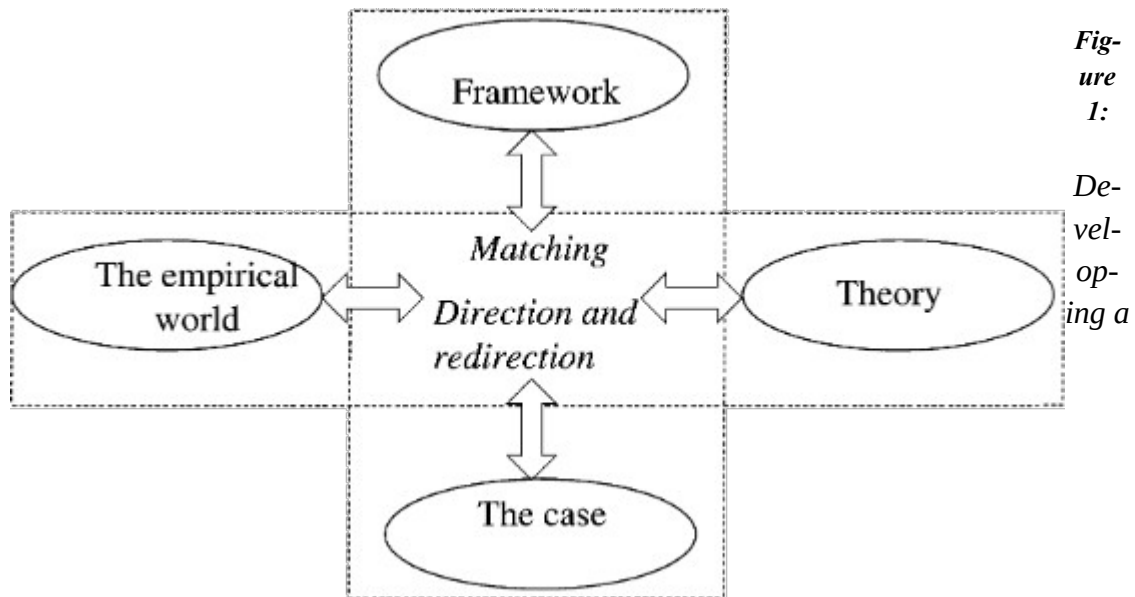 Framework
Matching
The empirical
world
Direction and
redirection
Theory
The case
Fig-
ure
1:
De-
vel-
op-
ing a